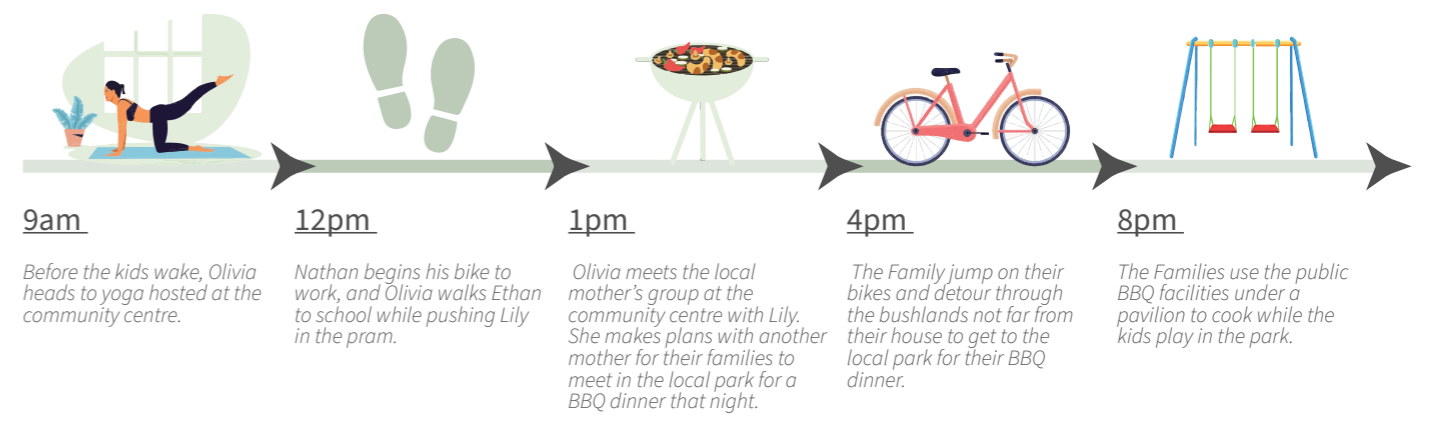 9am
Before the kids wake, Olivia
heads to yoga hosted at the
community centre.
12pm
Nathan begins his bike to
work, and Olivia walks Ethan
to school while pushing Lily
in the pram.
1pm
Olivia meets the local
mother’s group at the
community centre with Lily.
She makes plans with another
mother for their families to
meet in the local park for a
BBQ dinner that night.
4pm
The Family jump on their
bikes and detour through
the bushlands not far from
their house to get to the
local park for their BBQ
dinner.
8pm
The Families use the public
BBQ facilities under a
pavilion to cook while the
kids play in the park.